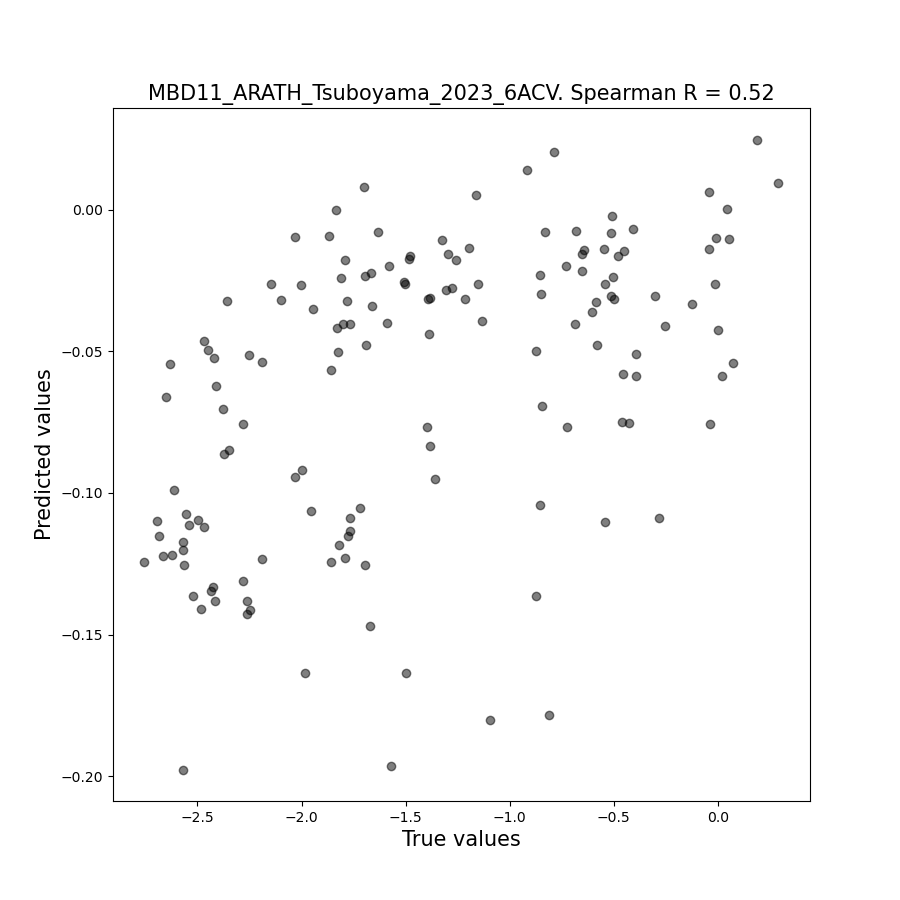 MBD11_ARATH_Tsuboyama_2023_6ACV. Spearman R = 0.52
0.00
−0.05
−0.10
−0.15
−0.20
Predicted values
−2.5 −2.0 −1.5 −1.0 −0.5 0.0
True values